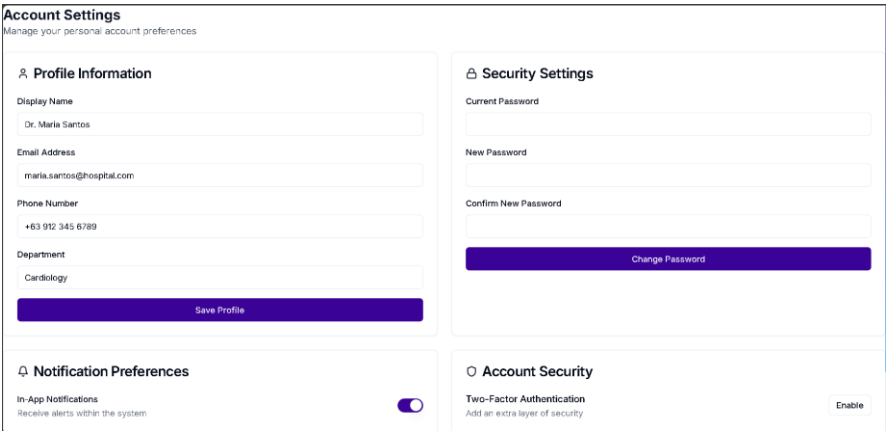 Account Settings
Manage your personal account preferences
Profile Information
Display Name
Dr. Maria Santos
Email Address
maria.santos@hospital.com
Phone Number
+63 912 345 6789
Department
Cardiology
Save Profile
Security Settings
Current Password
New Password
Confirm New Password
Change Password
Notification Preferences
In-App Notifications
Receive alerts within the system
Account Security
Two-Factor Authentication
Add an extra layer of security
Enable